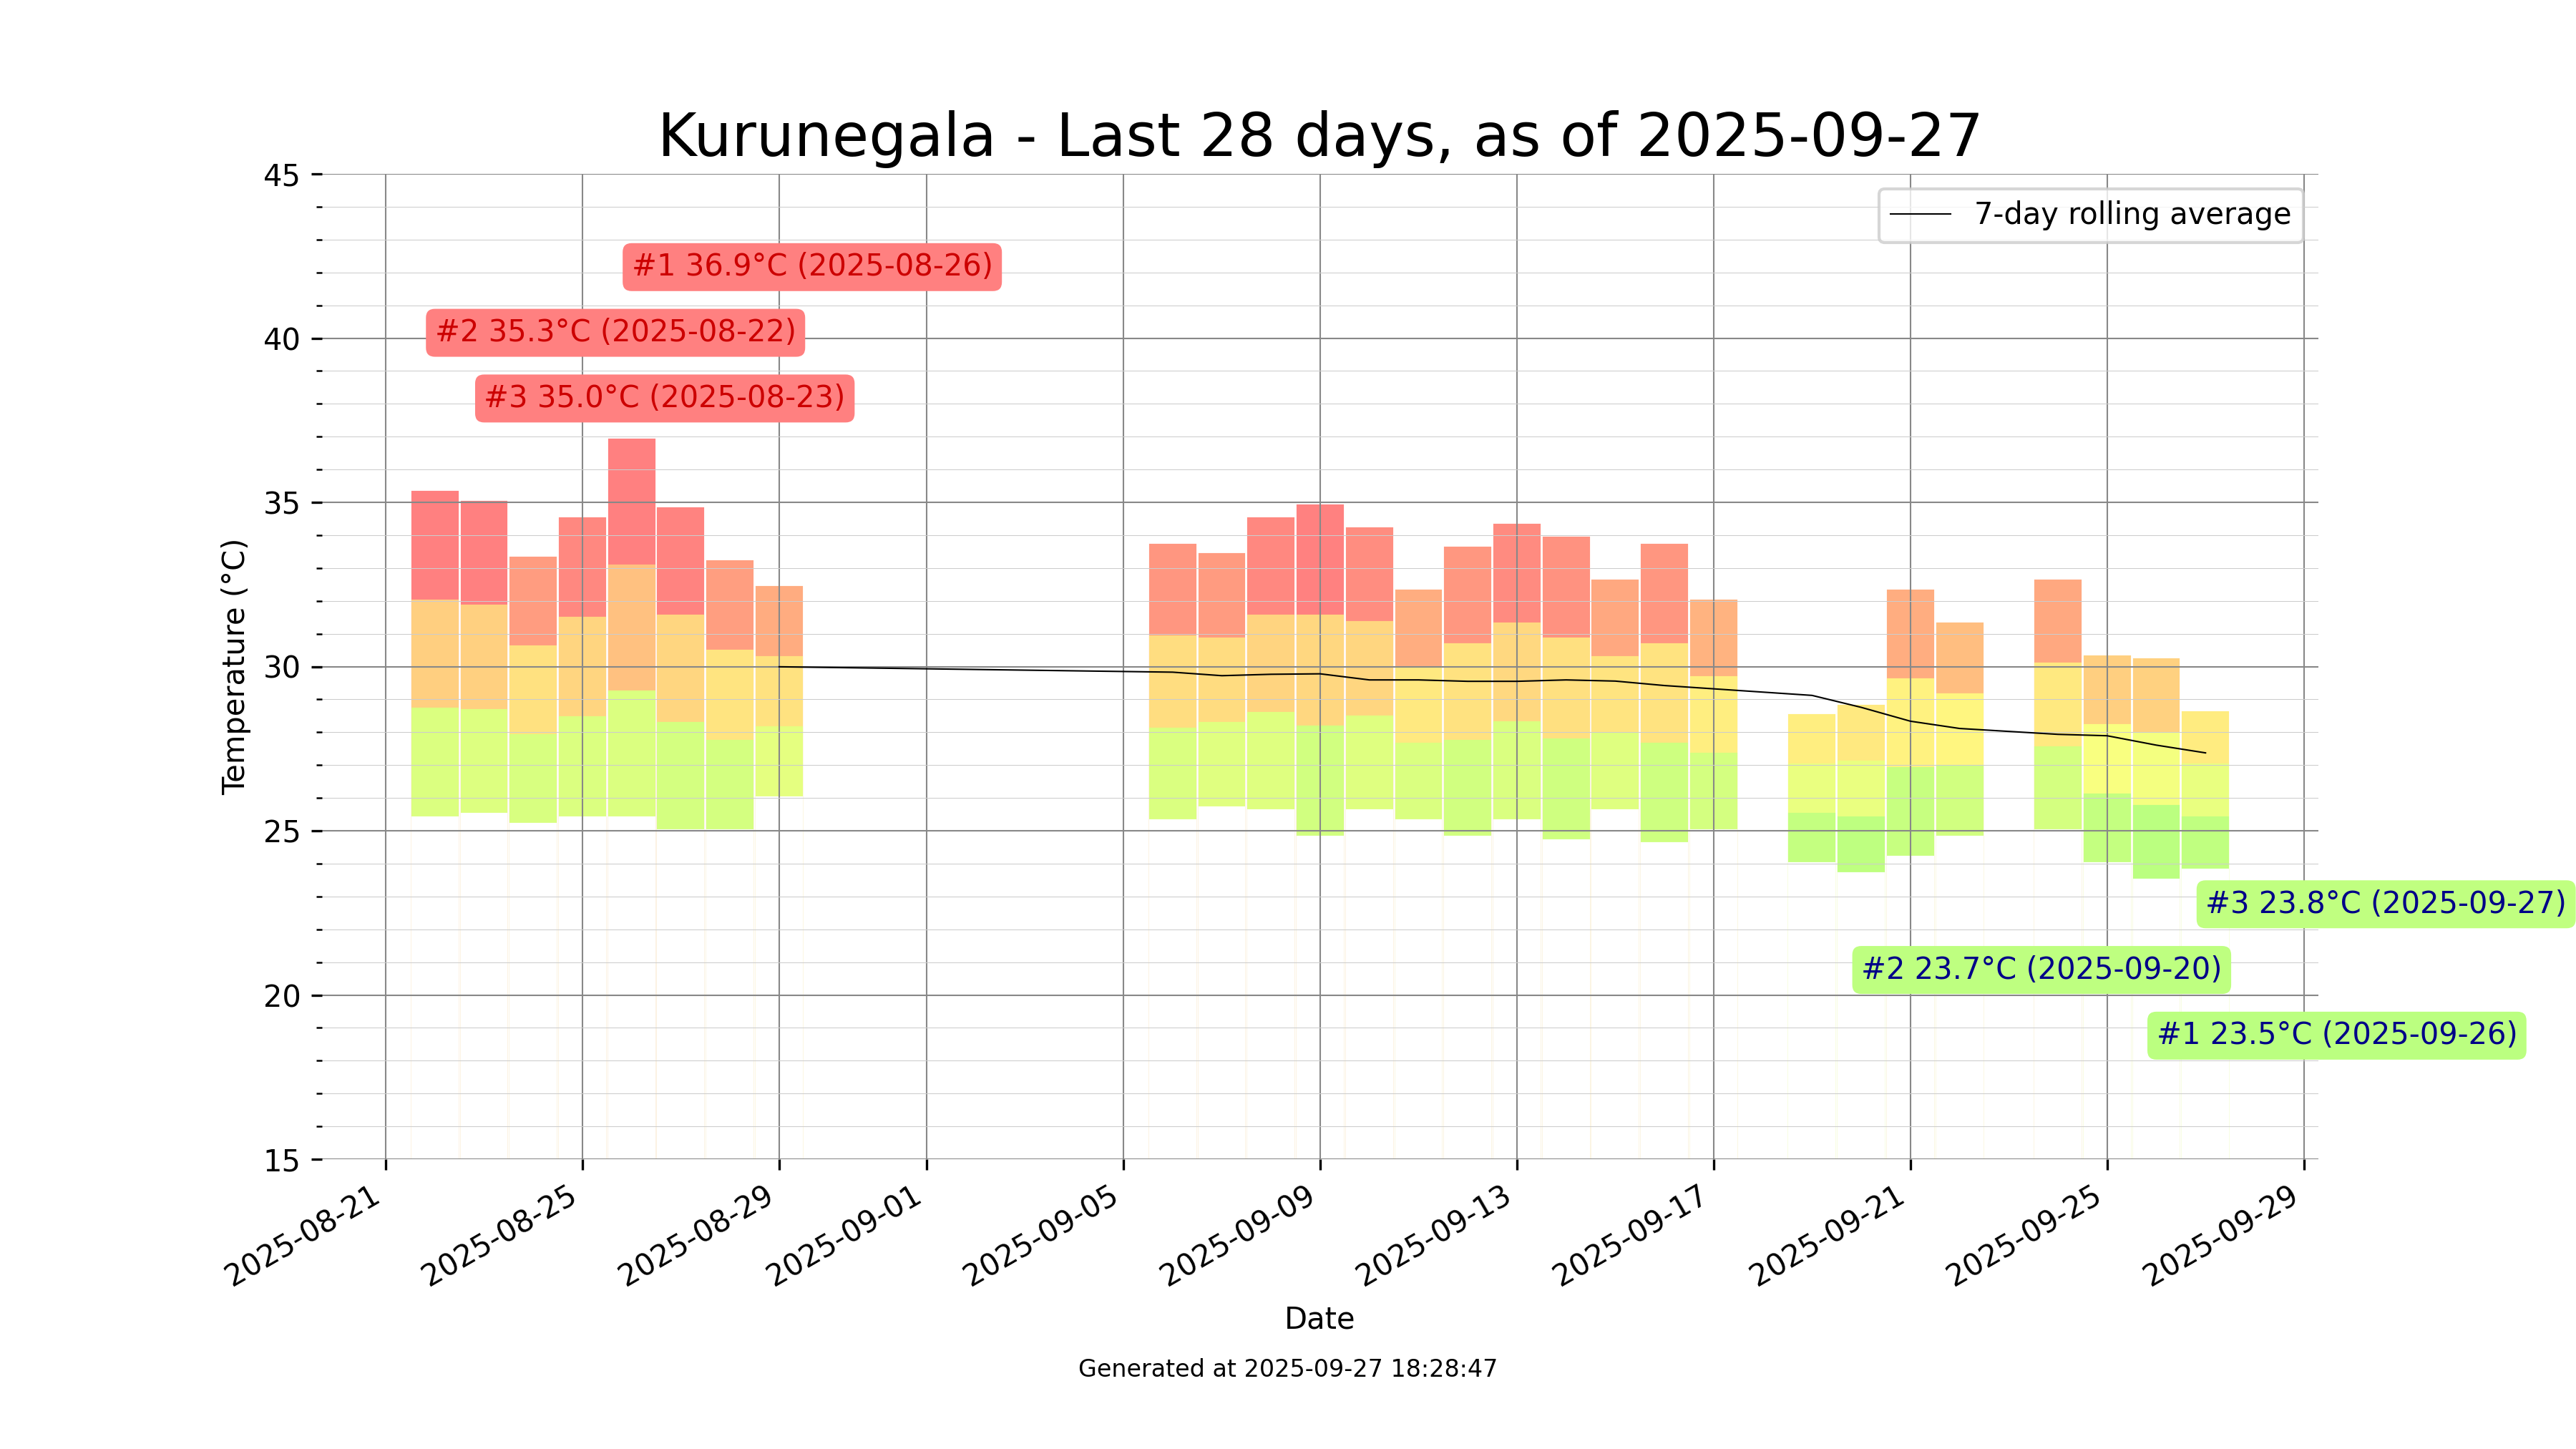 Kurunegala - Last 28 days, as of 2025-09-27
7-day rolling average
#1 36.9°C (2025-08-26)
#2 35.3°C (2025-08-22)
#3 35.0°C (2025-08-23)
45
40
35
30
25
20
15
Temperature (°C)
#3 23.8°C (2025-09-27)
#2 23.7°C (2025-09-20)
#1 23.5°C (2025-09-26)
2025-08-21
2025-08-25
2025-08-29
2025-09-01
2025-09-05
2025-09-09
2025-09-13
2025-09-17
2025-09-21
2025-09-25
2025-09-29
Date
Generated at 2025-09-27 18:28:47